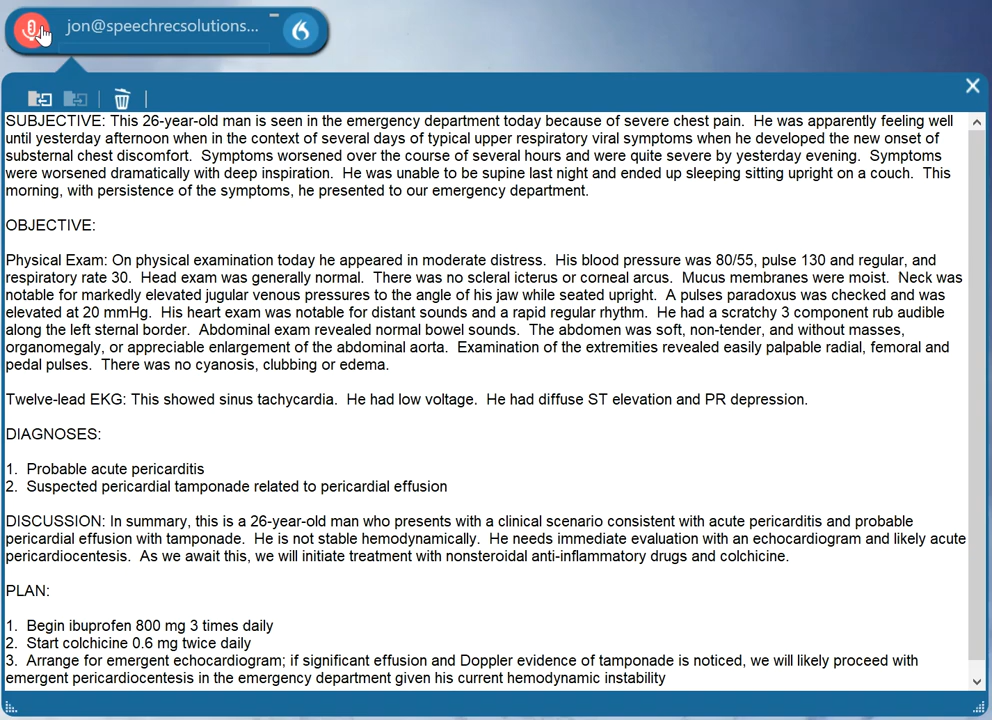 jon@speechrecsolutions...
SUBJECTIVE: This 26-year-old man is seen in the emergency department today because of severe chest pain.  He was apparently feeling well
until yesterday afternoon when in the context of several days of typical upper respiratory viral symptoms when he developed the new onset of
substernal chest discomfort.  Symptoms worsened over the course of several hours and were quite severe by yesterday evening.  Symptoms
were worsened dramatically with deep inspiration.  He was unable to be supine last night and ended up sleeping sitting upright on a couch.  This
morning, with persistence of the symptoms, he presented to our emergency department.
OBJECTIVE:
Physical Exam: On physical examination today he appeared in moderate distress.  His blood pressure was 80/55, pulse 130 and regular, and
respiratory rate 30.  Head exam was generally normal.  There was no scleral icterus or corneal arcus.  Mucus membranes were moist.  Neck was
notable for markedly elevated jugular venous pressures to the angle of his jaw while seated upright.  A pulses paradoxus was checked and was
elevated at 20 mmHg.  His heart exam was notable for distant sounds and a rapid regular rhythm.  He had a scratchy 3 component rub audible
along the left sternal border.  Abdominal exam revealed normal bowel sounds.  The abdomen was soft, non-tender, and without masses,
organomegaly, or appreciable enlargement of the abdominal aorta.  Examination of the extremities revealed easily palpable radial, femoral and
pedal pulses.  There was no cyanosis, clubbing or edema.
Twelve-lead EKG: This showed sinus tachycardia.  He had low voltage.  He had diffuse ST elevation and PR depression.
DIAGNOSES:
1.  Probable acute pericarditis
2.  Suspected pericardial tamponade related to pericardial effusion
DISCUSSION: In summary, this is a 26-year-old man who presents with a clinical scenario consistent with acute pericarditis and probable
pericardial effusion with tamponade.  He is not stable hemodynamically.  He needs immediate evaluation with an echocardiogram and likely acute
pericardiocentesis.  As we await this, we will initiate treatment with nonsteroidal anti-inflammatory drugs and colchicine.
PLAN:
1.  Begin ibuprofen 800 mg 3 times daily
2.  Start colchicine 0.6 mg twice daily
3.  Arrange for emergent echocardiogram; if significant effusion and Doppler evidence of tamponade is noticed, we will likely proceed with
emergent pericardiocentesis in the emergency department given his current hemodynamic instability